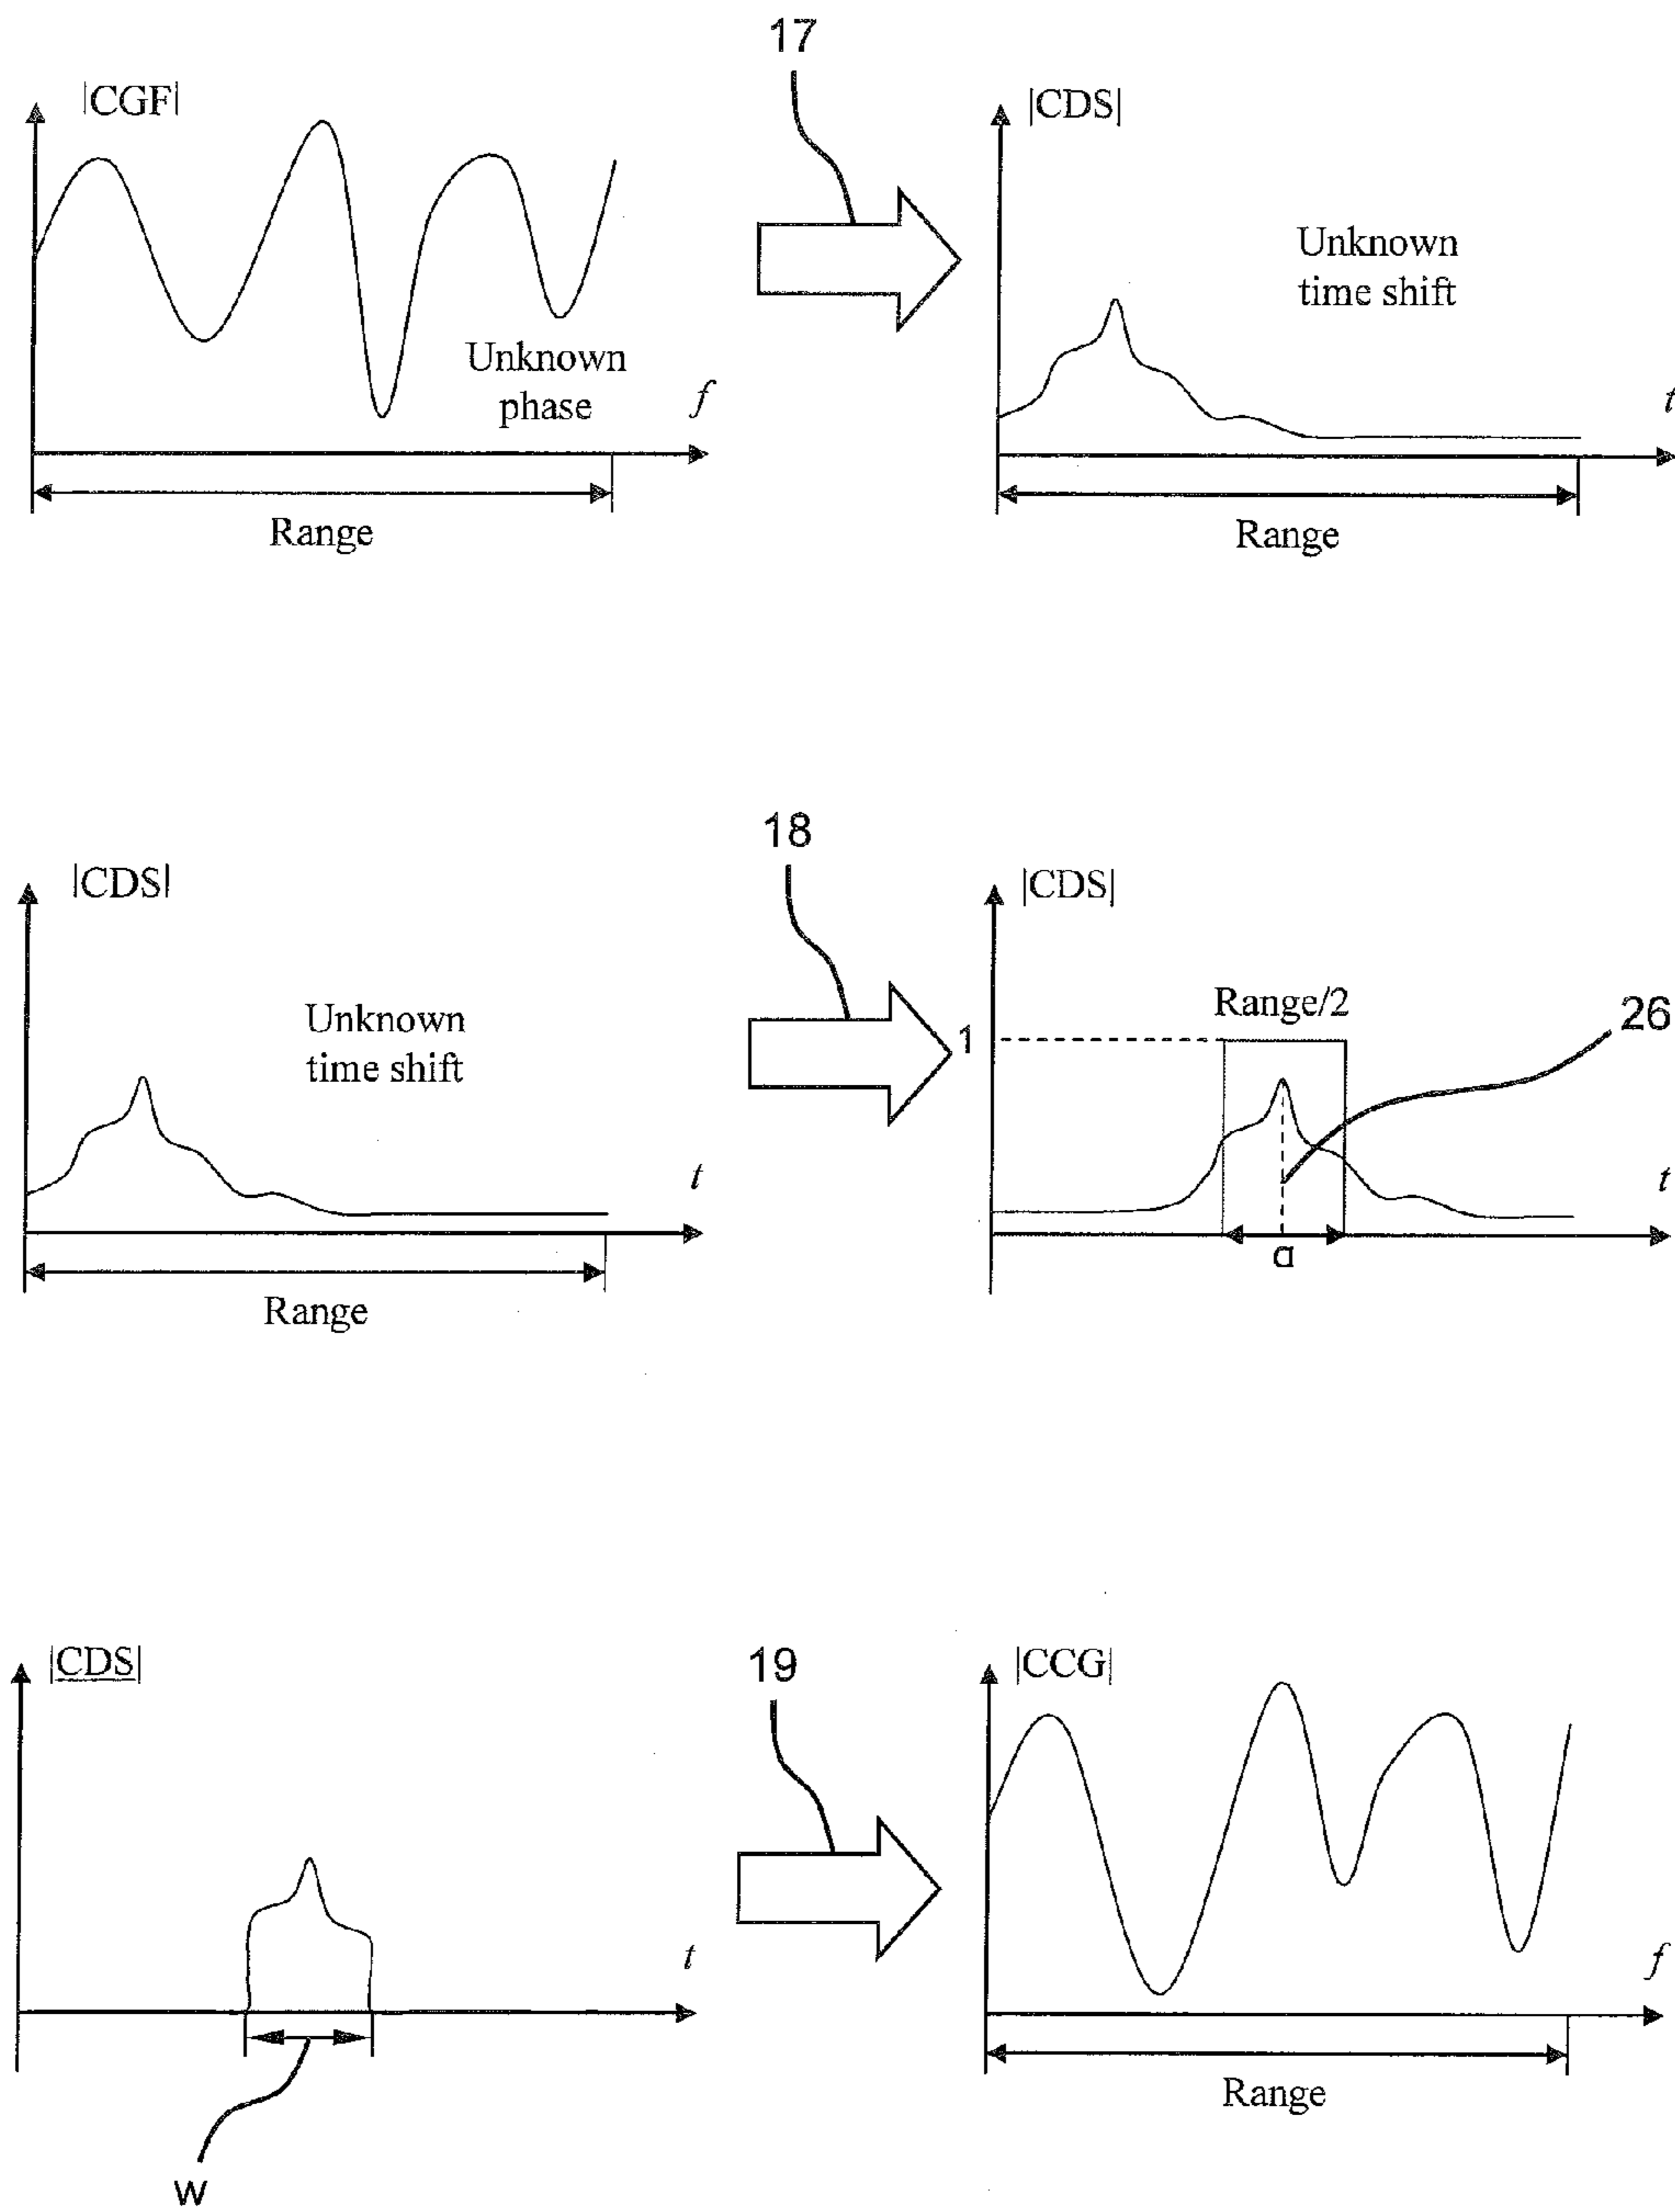 17
|CGF|
|CDS|
Unknown
time shift
Unknown
phase
f
t
Range
Range
18
|CDS|
|CDS|
Unknown
time shift
Range/2
26
1
t
t
α
Range
Range
19
|CDS|
|CCG|
t
f
Range
w